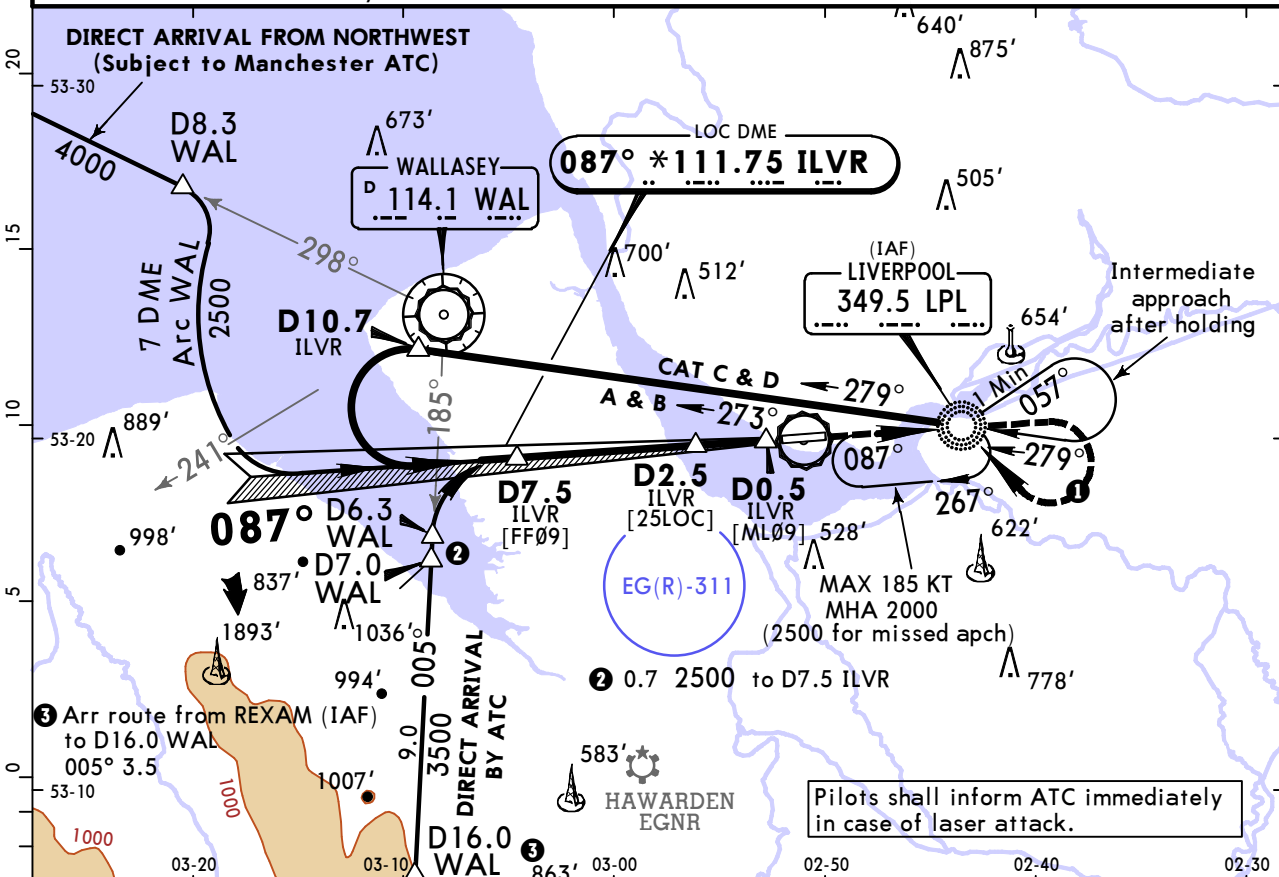 DIRECT ARRIVAL FROM NORTHWEST
(Subject to Manchester ATC)
640'
875'
20
53-30
D8.3
WAL
673'
LOC DME
087° *111.75 ILVR
4000
WALLASEY
D 114.1 WAL
505'
15
298°
700'
512'
(IAF)
LIVERPOOL
349.5 LPL
Intermediate
approach
after holding
7 DME
Arc WAL
2500
D10.7
ILVR
654'
CAT C & D
279°
A & B
273°
1 Min
057°
185°
10
53-20
889'
241°
087°
279°
267°
1
D7.5
ILVR
[FF09]
D2.5
ILVR
[25LOC]
D0.5
ILVR
[ML09]
087°
D6.3
WAL
D7.0
WAL
2
998'
837'
528'
622'
EG(R)-311
MAX 185 KT
MHA 2000
(2500 for missed apch)
5
1893'
1036'
005°
994'
2 0.7 2500 to D7.5 ILVR
778'
3 Arr route from REXAM (IAF)
to D16.0 WAL
005° 3.5
9.0
3500
DIRECT ARRIVAL
BY ATC
583'
0
53-10
1000
1007'
HAWARDEN
EGNR
Pilots shall inform ATC immediately
in case of laser attack.
1000
D16.0
WAL
3
863'
03-20
03-10
03-00
02-50
02-40
02-30